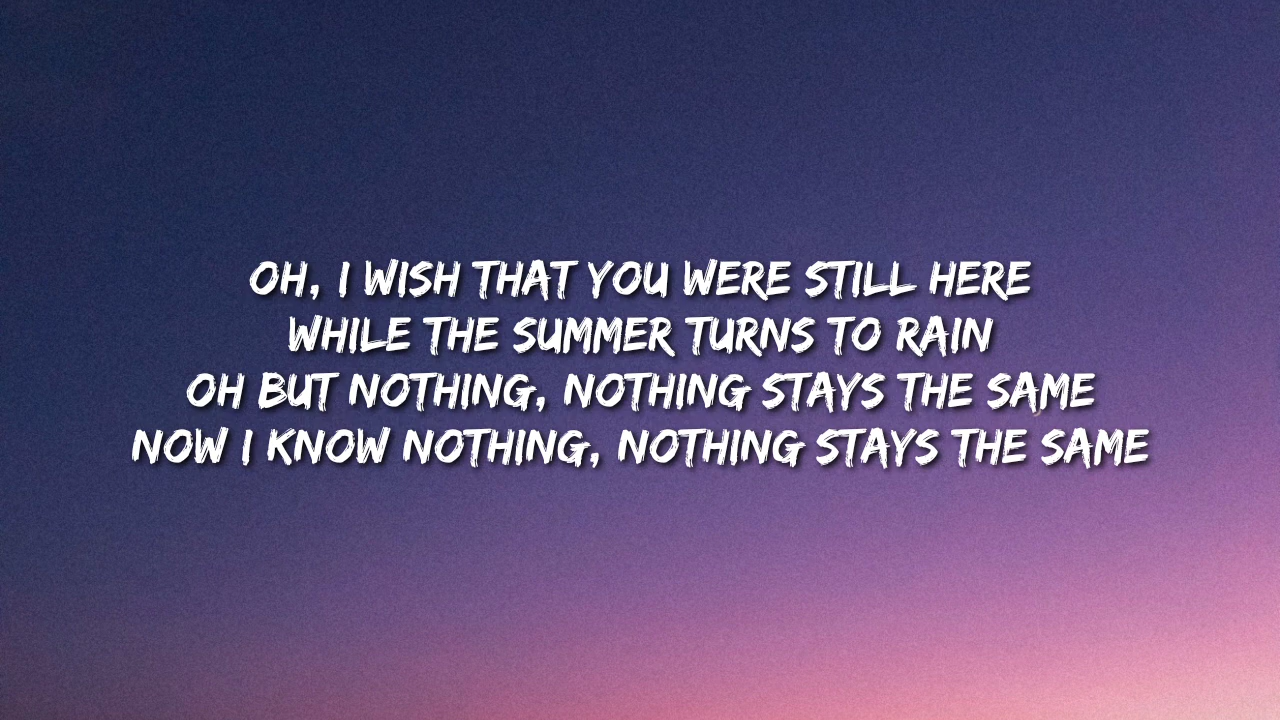 OH, I WISH THAT YOU WERE STILL HERE
WHILE THE SUMMER TURNS TO RAIN
OH BUT NOTHING, NOTHING STAYS THE SAME
NOW I KNOW NOTHING, NOTHING STAYS THE SAME